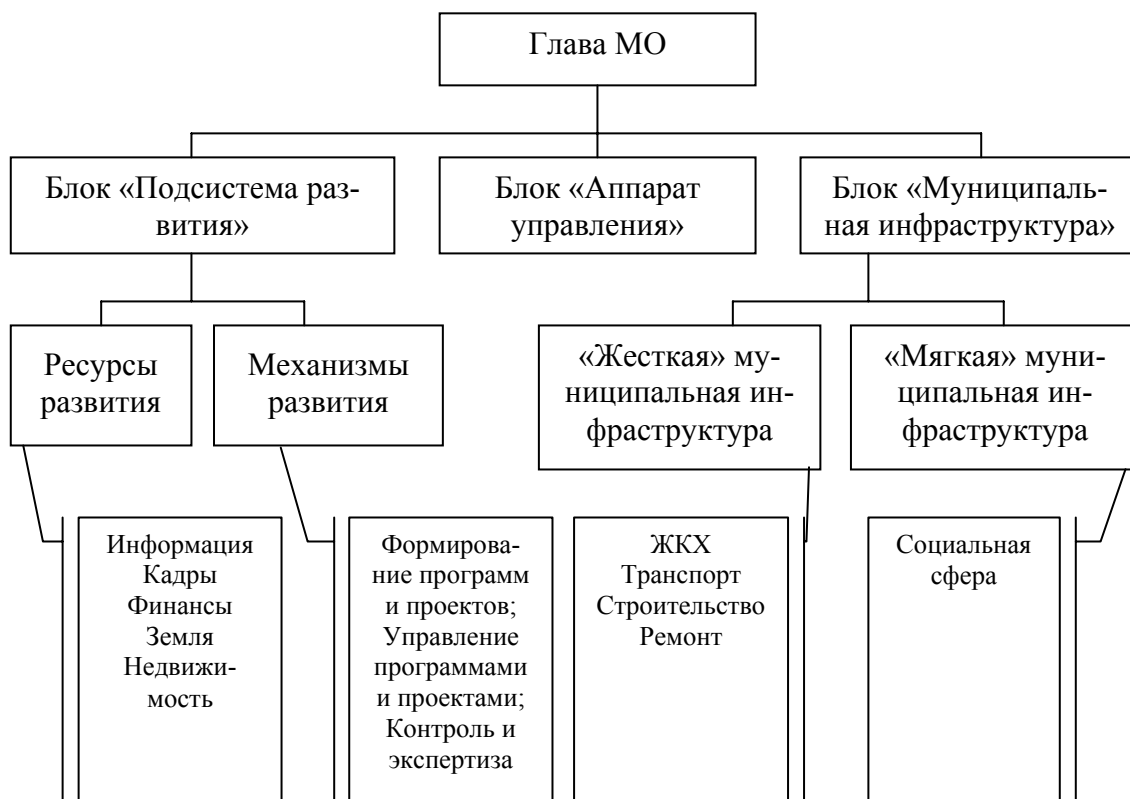 Глава МО
Блок «Подсистема раз-
вития»
Блок «Аппарат
управления»
Блок «Муниципаль-
ная инфраструктура»
Ресурсы
развития
Механизмы
развития
«Жесткая» му-
ниципальная ин-
фраструктура
«Мягкая» муни-
ципальная ин-
фраструктура
Информация
Кадры
Финансы
Земля
Недвижи-
мость
Формирова-
ние программ
и проектов;
Управление
программами
и проектами;
Контроль и
экспертиза
ЖКХ
Транспорт
Строительство
Ремонт
Социальная
сфера